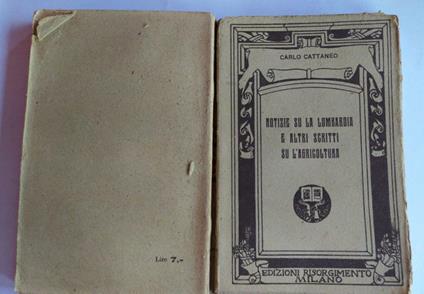 Lire 7,-
CARLO CATTANEO
NOTIZIE SU LA LOMBARDIA
E ALTRI SCRITTI
SU L'AGRICOLTURA
EDIZIONI RISORGIMENTO
MILANO